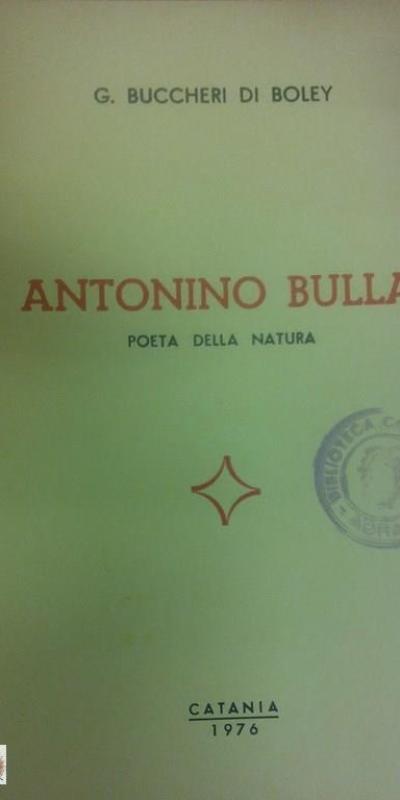 G. BUCCHERI DI BOLEY
ANTONINO BULLA
POETA DELLA NATURA
BIBLIOTECA
CATANIA
1976